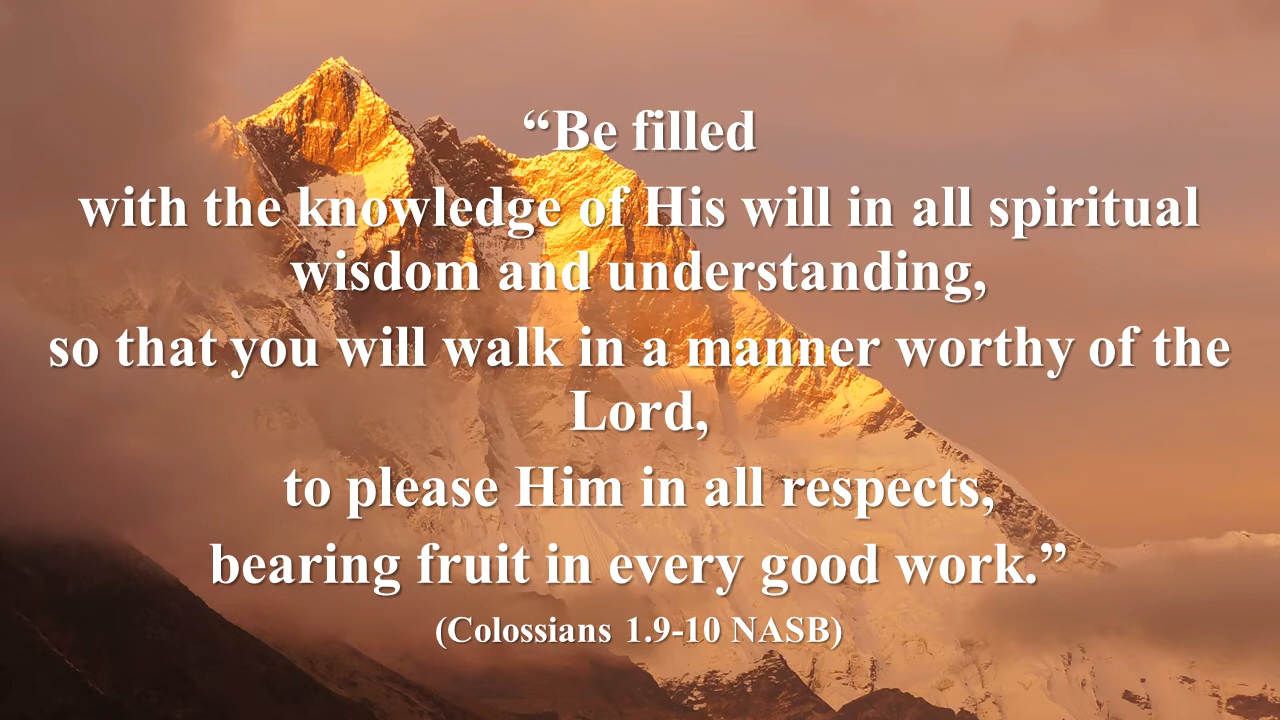 “Be filled
with the knowledge of His will in all spiritual
wisdom and understanding,
so that you will walk in a manner worthy of the
Lord,
to please Him in all respects,
bearing fruit in every good work.”
(Colossians 1.9-10 NASB)